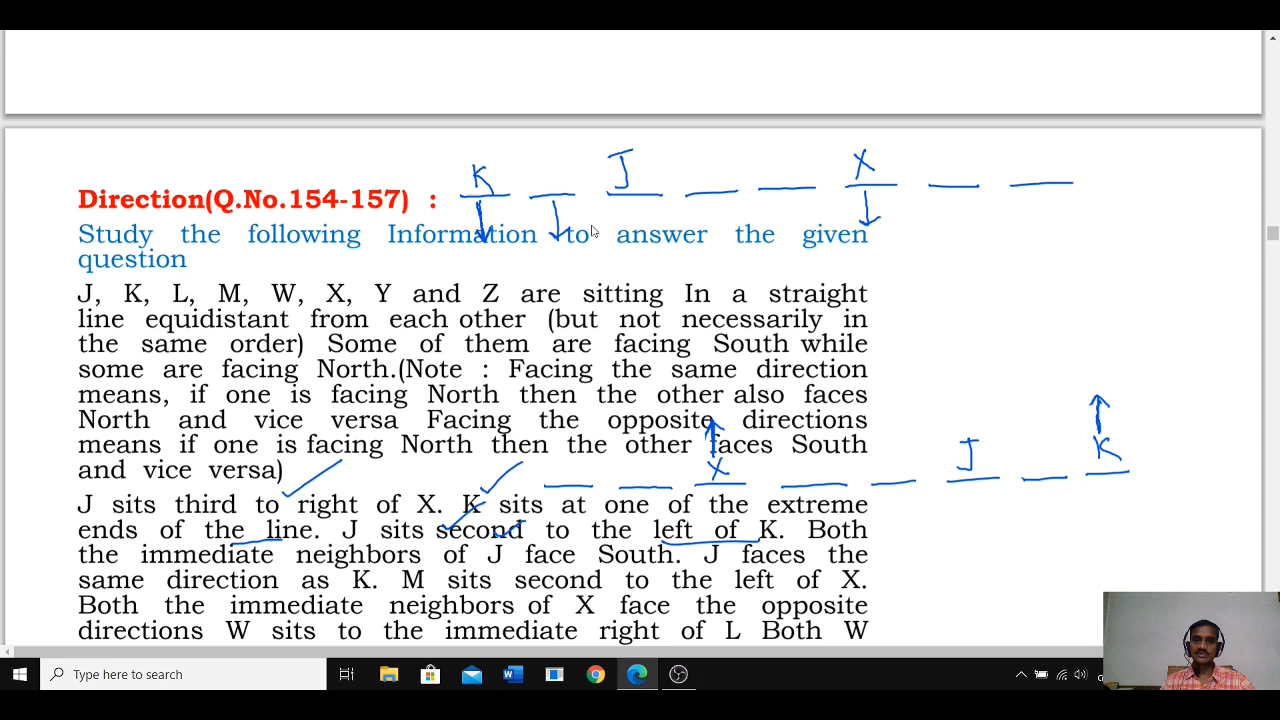 K J X
Direction(Q.No.154-157) :
Study the following Information to answer the given
question
J, K, L, M, W, X, Y and Z are sitting In a straight
line equidistant from each other (but not necessarily in
the same order) Some of them are facing South while
some are facing North.(Note : Facing the same direction
means, if one is facing North then the other also faces
North and vice versa Facing the opposite directions
means if one is facing North then the other faces South
and vice versa)
X J K
J sits third to right of X. K sits at one of the extreme
ends of the line. J sits second to the left of K. Both
the immediate neighbors of J face South. J faces the
same direction as K. M sits second to the left of X.
Both the immediate neighbors of X face the opposite
directions W sits to the immediate right of L Both W
Type here to search